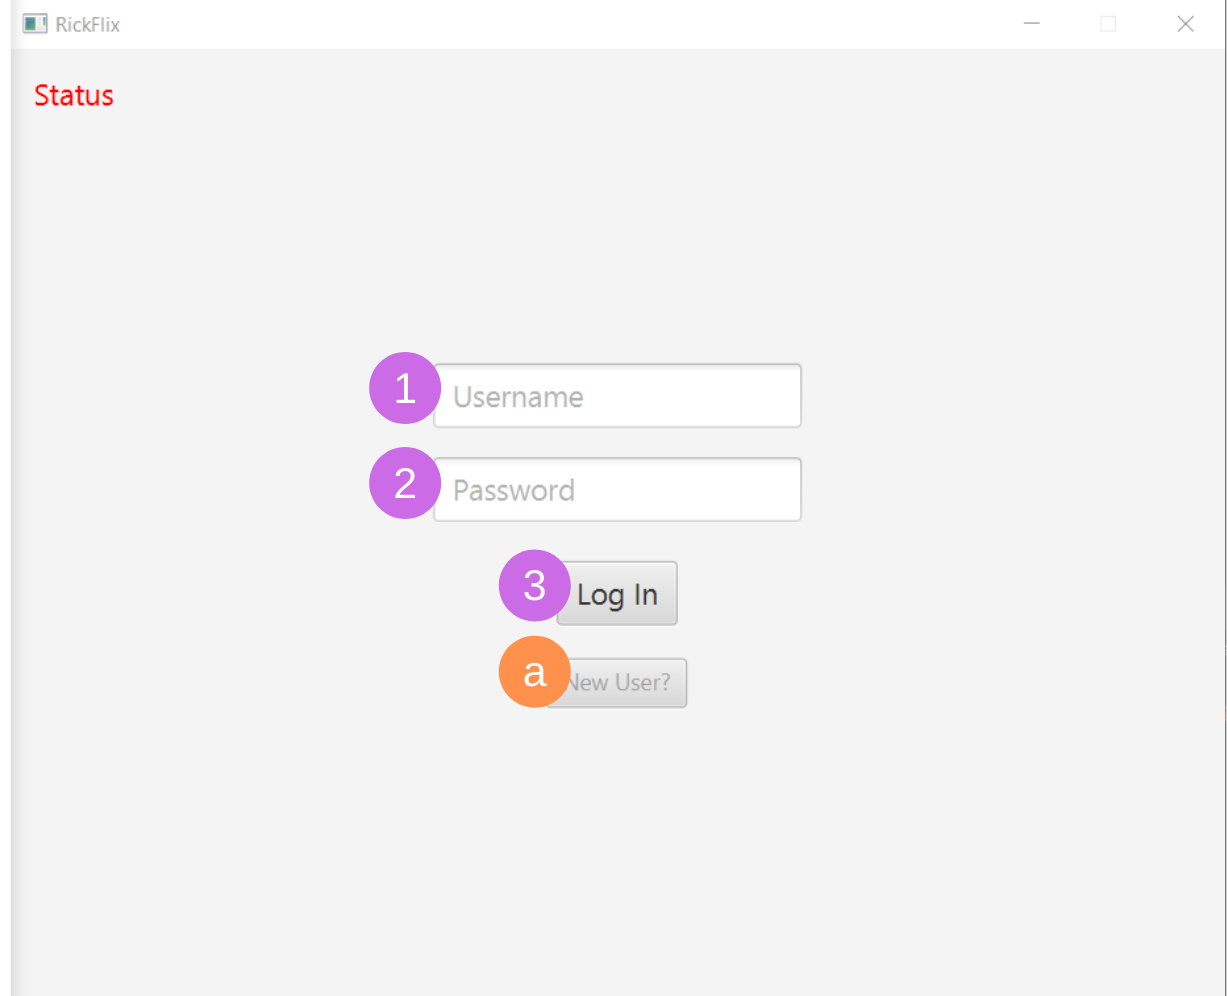 RickFlix
Status
1 Username
2 Password
3 Log In
a New User?